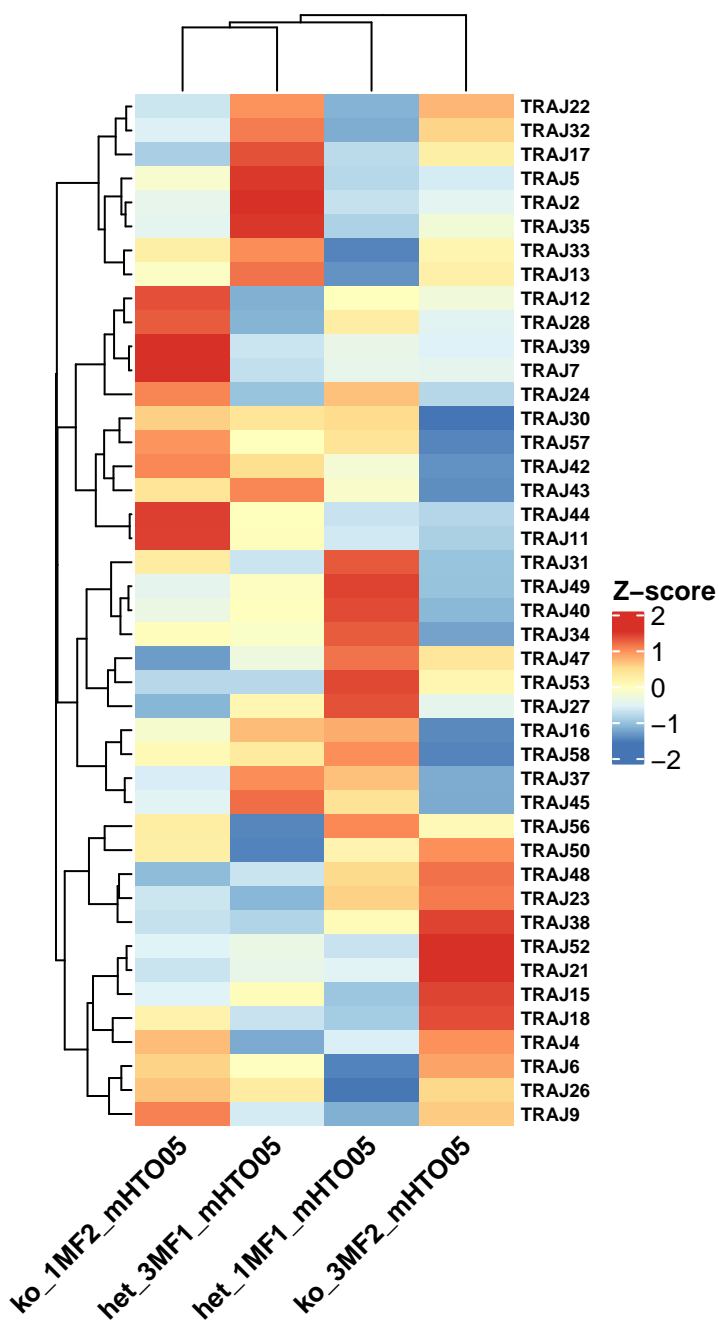 TRAJ22
TRAJ32
TRAJ17
TRAJ5
TRAJ2
TRAJ35
TRAJ33
TRAJ13
TRAJ12
TRAJ28
TRAJ39
TRAJ7
TRAJ24
TRAJ30
TRAJ57
TRAJ42
TRAJ43
TRAJ44
TRAJ11
TRAJ31
TRAJ49
TRAJ40
TRAJ34
TRAJ47
TRAJ53
TRAJ27
TRAJ16
TRAJ58
TRAJ37
TRAJ45
TRAJ56
TRAJ50
TRAJ48
TRAJ23
TRAJ38
TRAJ52
TRAJ21
TRAJ15
TRAJ18
TRAJ4
TRAJ6
TRAJ26
TRAJ9
Z−score
2
1
0
−1
−2
ko_1MF2_mHTO05
het_3MF1_mHTO05
het_1MF1_mHTO05
ko_3MF2_mHTO05